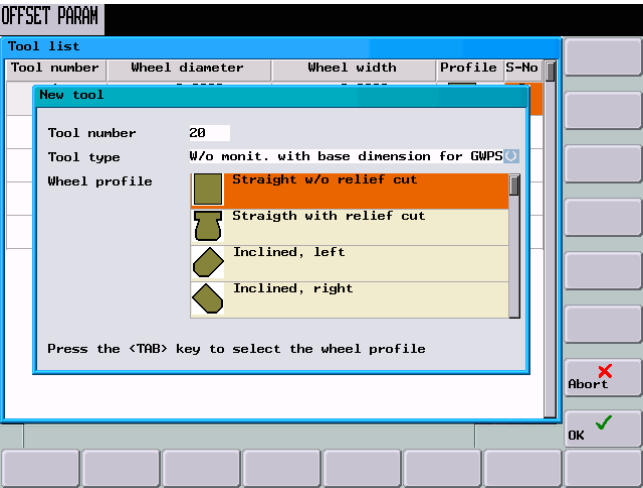 OFFSET PARAM
Tool list
Tool number Wheel diameter Wheel width Profile S-No
New tool
Tool number 20
Tool type W/o monit. with base dimension for GWPS
Wheel profile Straight w/o relief cut
Straigth with relief cut
Inclined, left
Inclined, right
Press the <TAB> key to select the wheel profile
Abort
OK